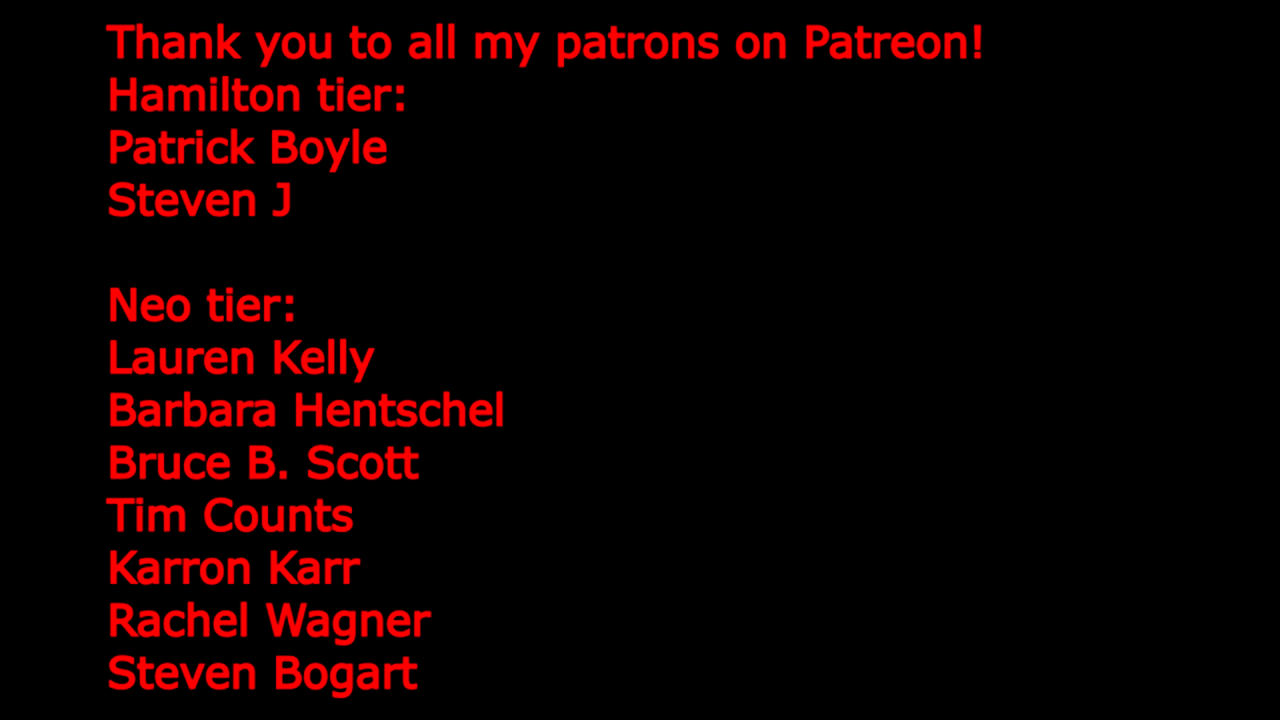 Thank you to all my patrons on Patreon!
Hamilton tier:
Patrick Boyle
Steven J
Neo tier:
Lauren Kelly
Barbara Hentschel
Bruce B. Scott
Tim Counts
Karron Karr
Rachel Wagner
Steven Bogart